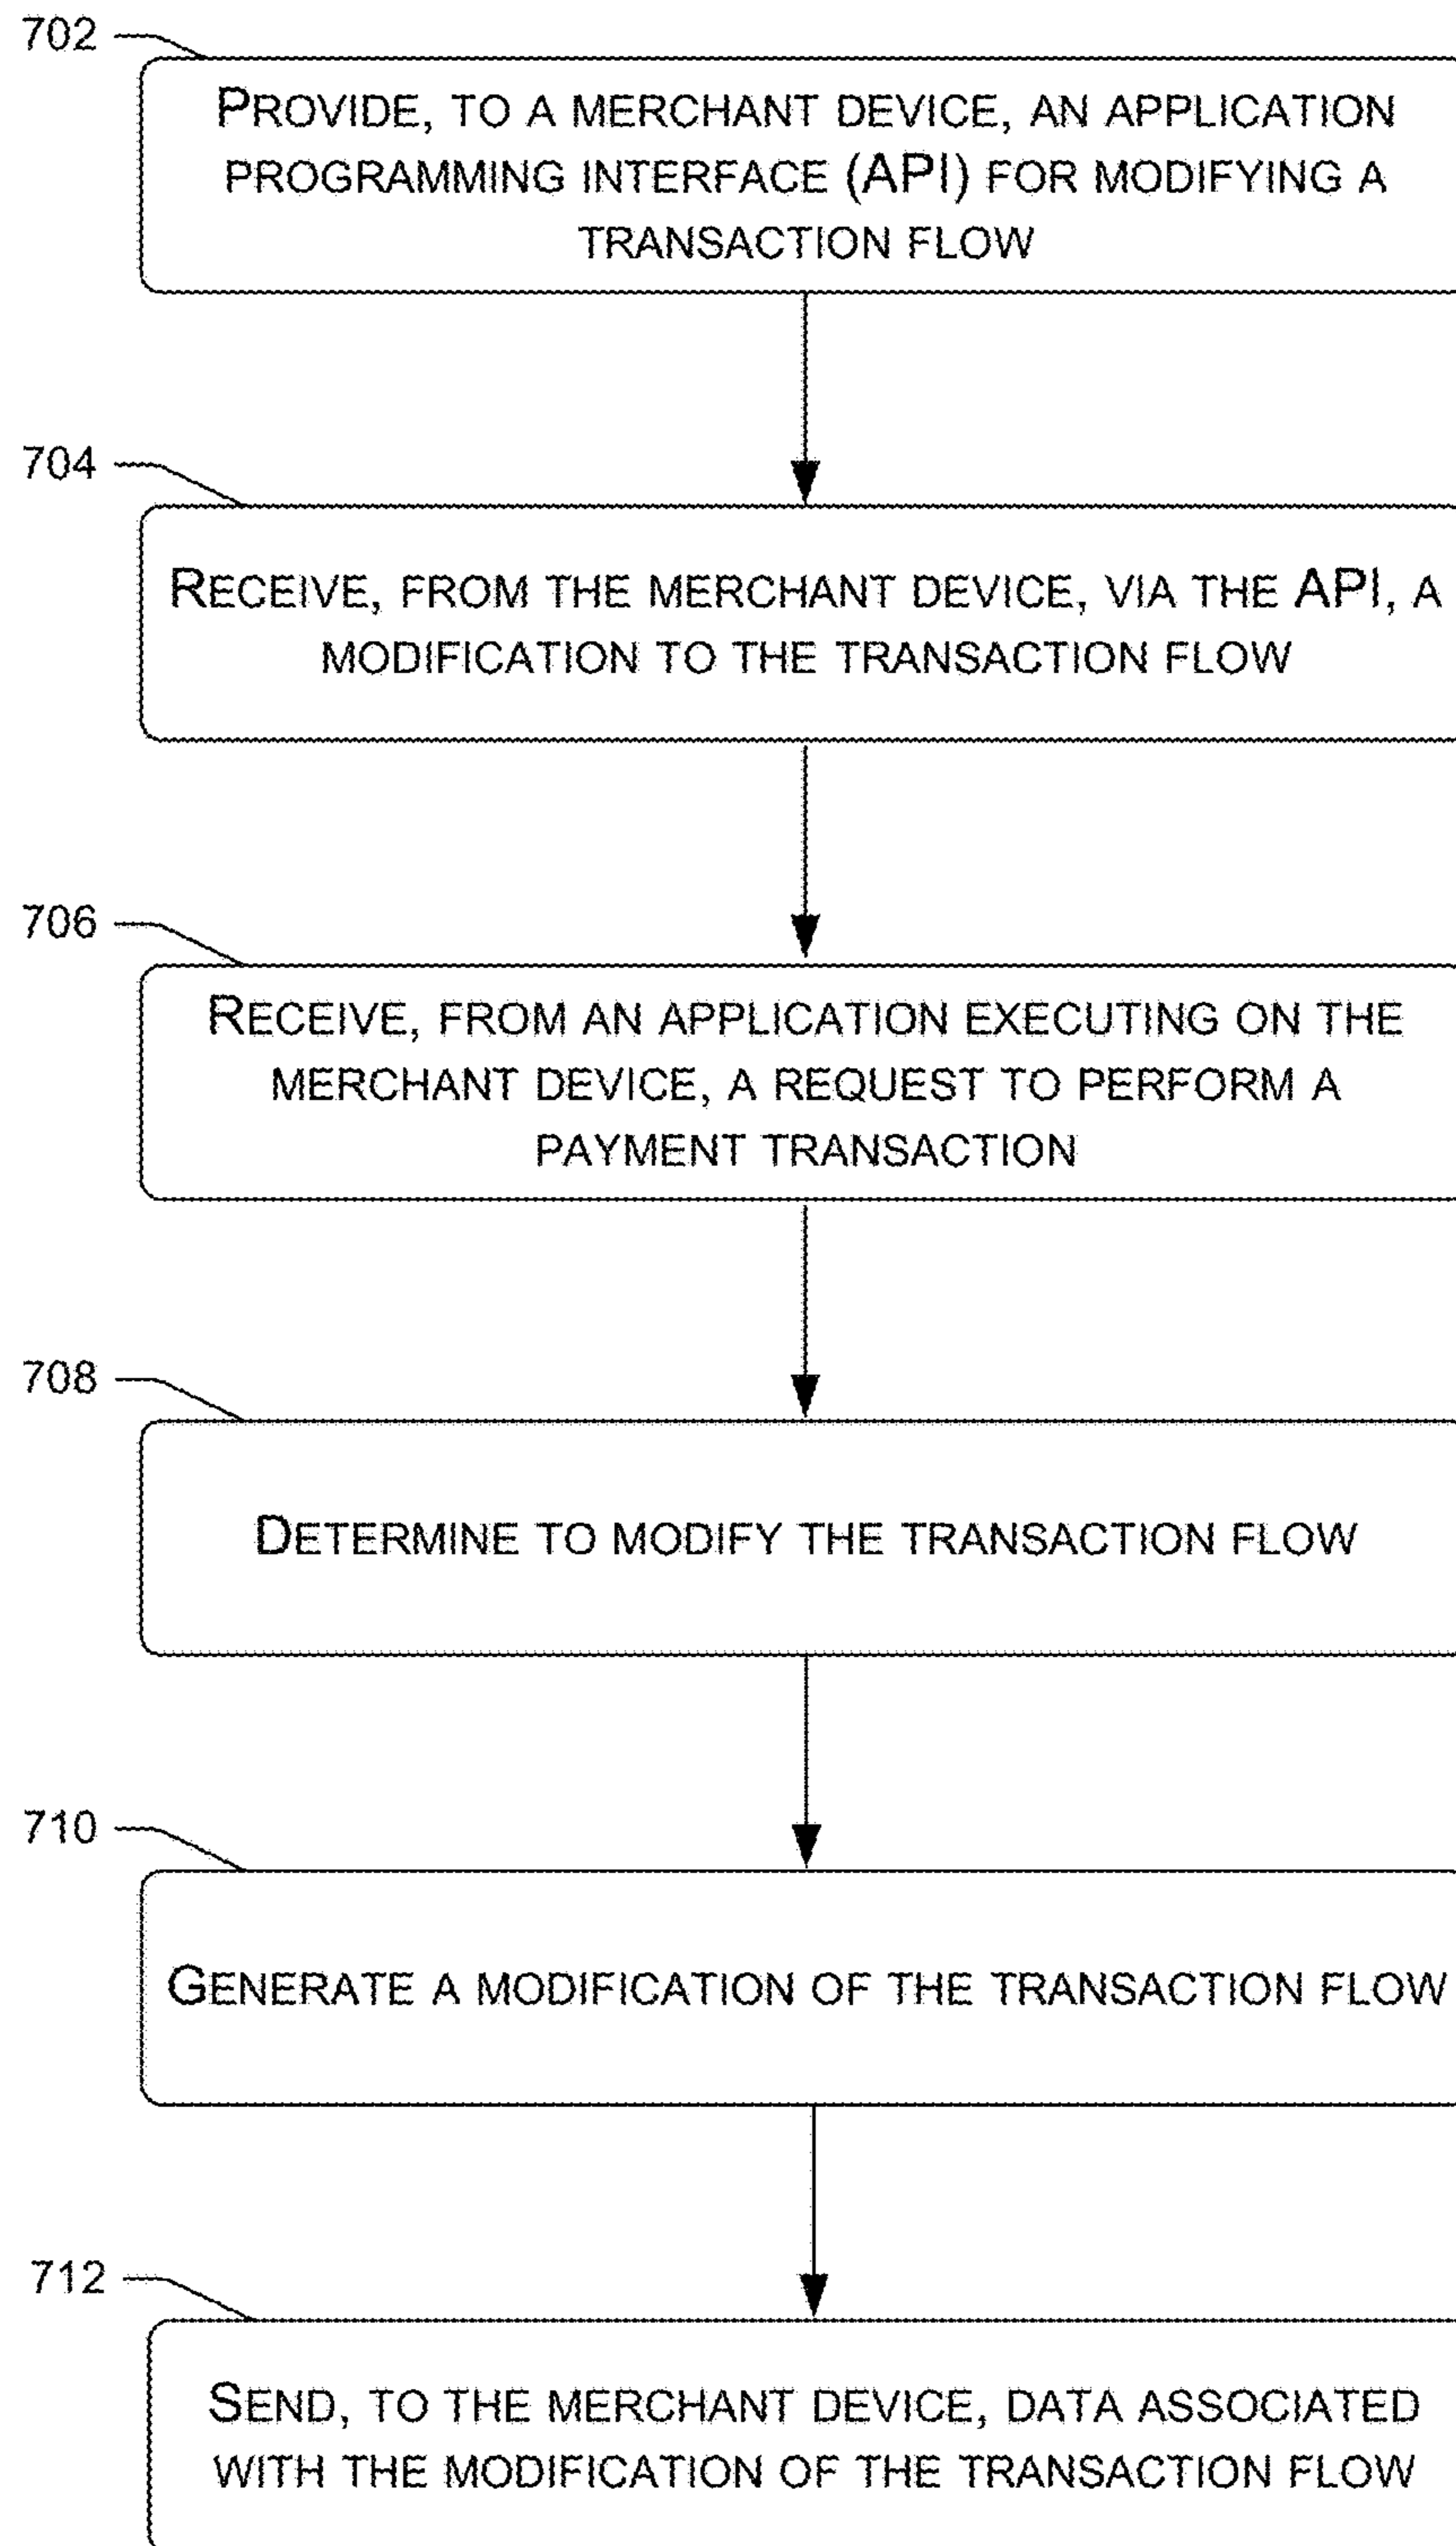 702
PROVIDE, TO A MERCHANT DEVICE, AN APPLICATION
PROGRAMMING INTERFACE (API) FOR MODIFYING A
TRANSACTION FLOW
704
RECEIVE, FROM THE MERCHANT DEVICE, VIA THE API, A
MODIFICATION TO THE TRANSACTION FLOW
706
RECEIVE, FROM AN APPLICATION EXECUTING ON THE
MERCHANT DEVICE, A REQUEST TO PERFORM A
PAYMENT TRANSACTION
708
DETERMINE TO MODIFY THE TRANSACTION FLOW
710
GENERATE A MODIFICATION OF THE TRANSACTION FLOW
712
SEND, TO THE MERCHANT DEVICE, DATA ASSOCIATED
WITH THE MODIFICATION OF THE TRANSACTION FLOW